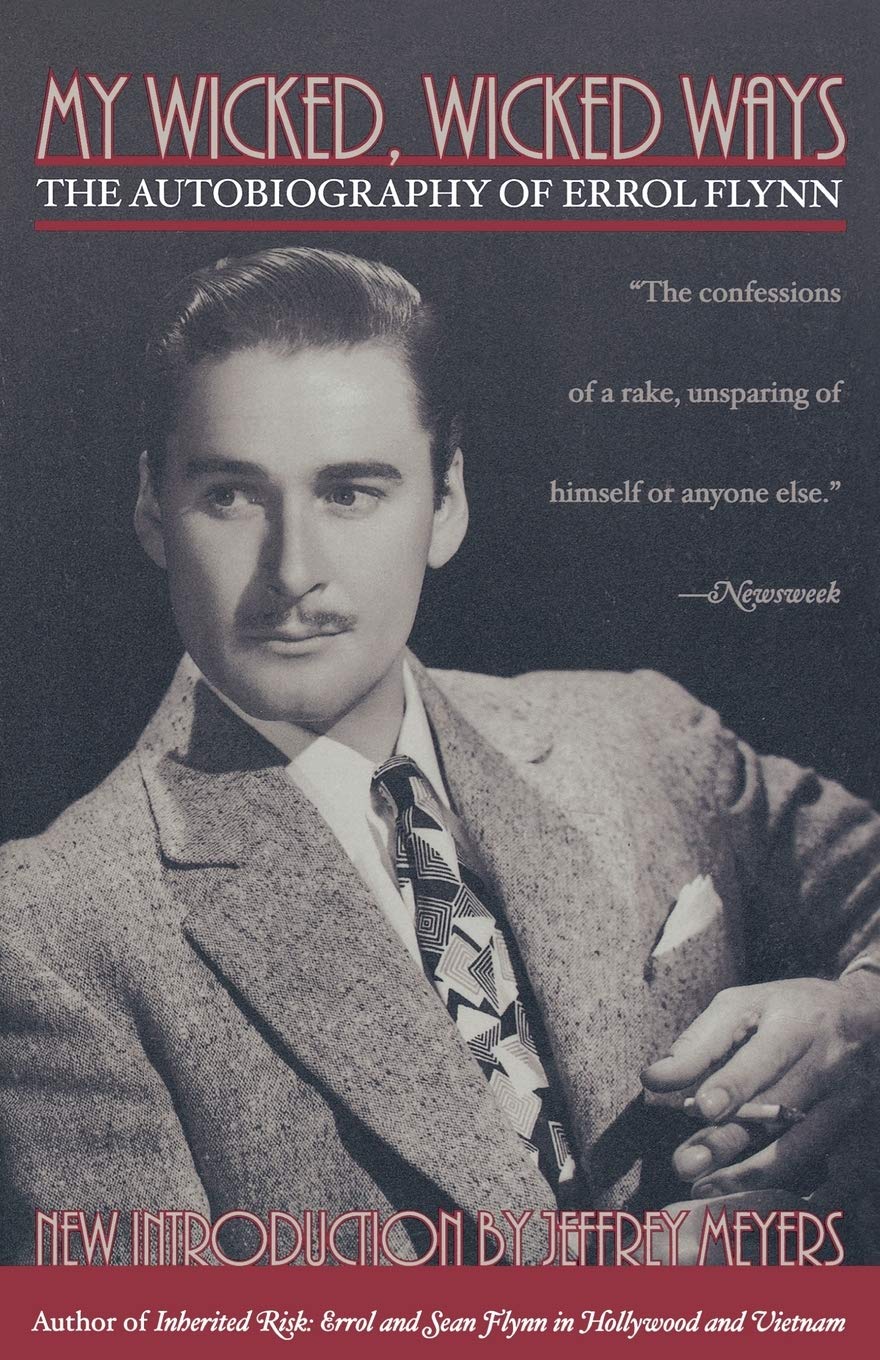 MY WICKED, WICKED WAYS
THE AUTOBIOGRAPHY OF ERROL FLYNN
“The confessions
of a rake, unsparing of
himself or anyone else.”
—Newsweek
NEW INTRODUCTION BY JEFFREY MEYERS
Author of Inherited Risk: Errol and Sean Flynn in Hollywood and Vietnam